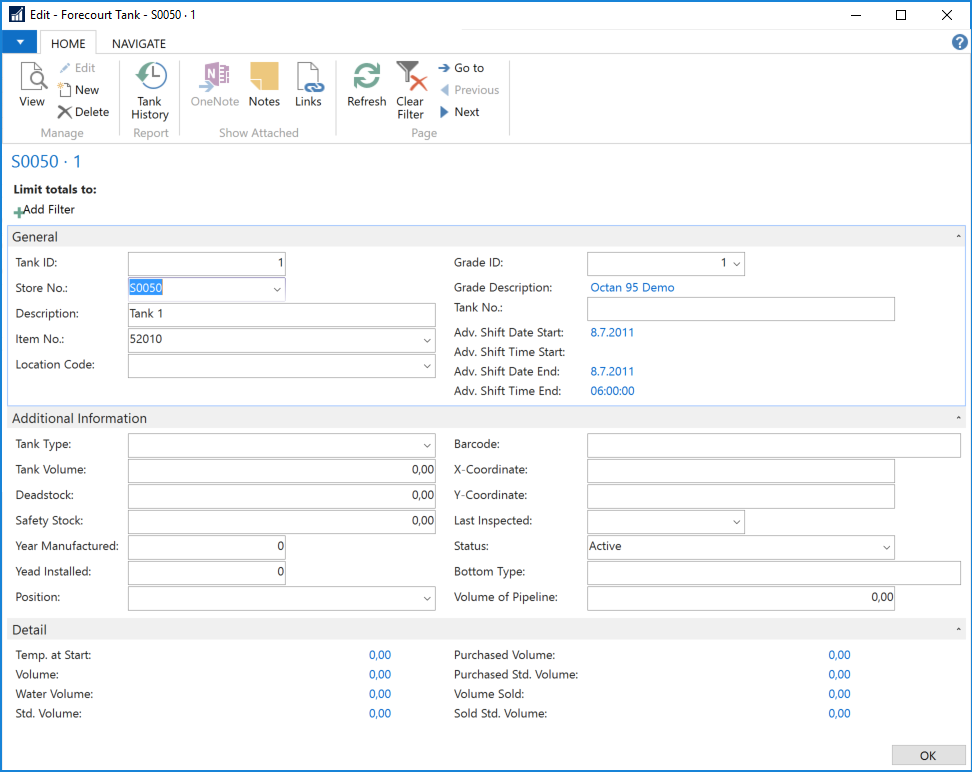 Edit - Forecourt Tank - S0050 · 1
HOME NAVIGATE
View
Edit
New
Delete
Manage
Tank History
Report
OneNote
Notes
Links
Show Attached
Refresh
Clear Filter
Go to
Previous
Next
Page
S0050 · 1
Limit totals to:
Add Filter
General
Tank ID: 1
Store No.: S0050
Description: Tank 1
Item No.: 52010
Location Code:
Grade ID: 1
Grade Description: Octan 95 Demo
Tank No.:
Adv. Shift Date Start: 8.7.2011
Adv. Shift Time Start:
Adv. Shift Date End: 8.7.2011
Adv. Shift Time End: 06:00:00
Additional Information
Tank Type:
Tank Volume: 0,00
Deadstock: 0,00
Safety Stock: 0,00
Year Manufactured: 0
Yead Installed: 0
Position:
Barcode:
X-Coordinate:
Y-Coordinate:
Last Inspected:
Status: Active
Bottom Type:
Volume of Pipeline: 0,00
Detail
Temp. at Start: 0,00
Volume: 0,00
Water Volume: 0,00
Std. Volume: 0,00
Purchased Volume: 0,00
Purchased Std. Volume: 0,00
Volume Sold: 0,00
Sold Std. Volume: 0,00
OK